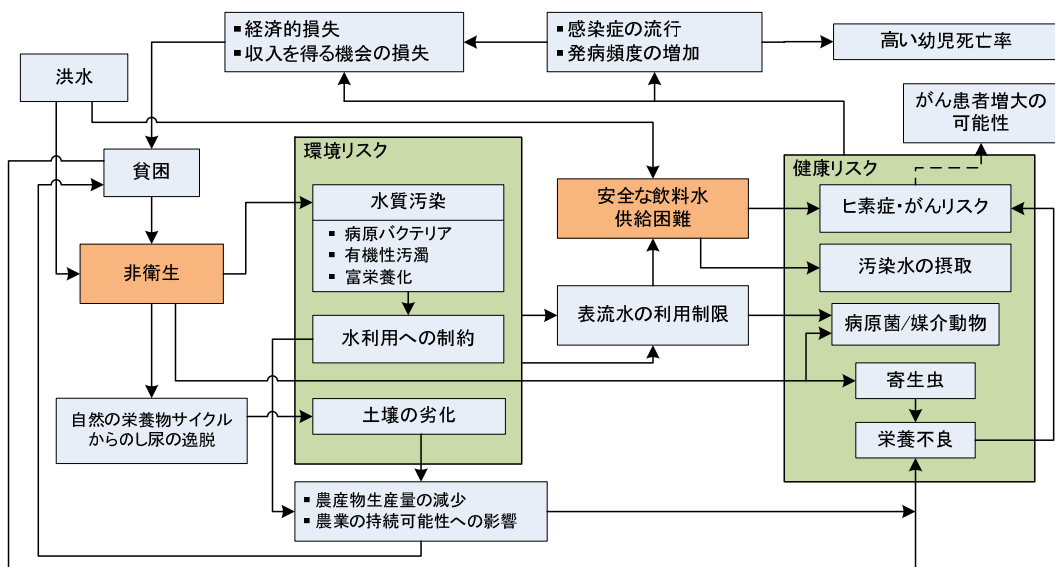 ▪ 経済的損失
▪ 収入を得る機会の損失
▪ 感染症の流行
▪ 発病頻度の増加
高い幼児死亡率
洪水
がん患者増大の
可能性
貧困
環境リスク
健康リスク
水質汚染
▪ 病原バクテリア
▪ 有機性汚濁
▪ 富栄養化
安全な飲料水
供給困難
ヒ素症・がんリスク
非衛生
汚染水の摂取
水利用への制約
表流水の利用制限
病原菌/媒介動物
寄生虫
自然の栄養物サイクル
からのし尿の逸脱
土壌の劣化
栄養不良
▪ 農産物生産量の減少
▪ 農業の持続可能性への影響